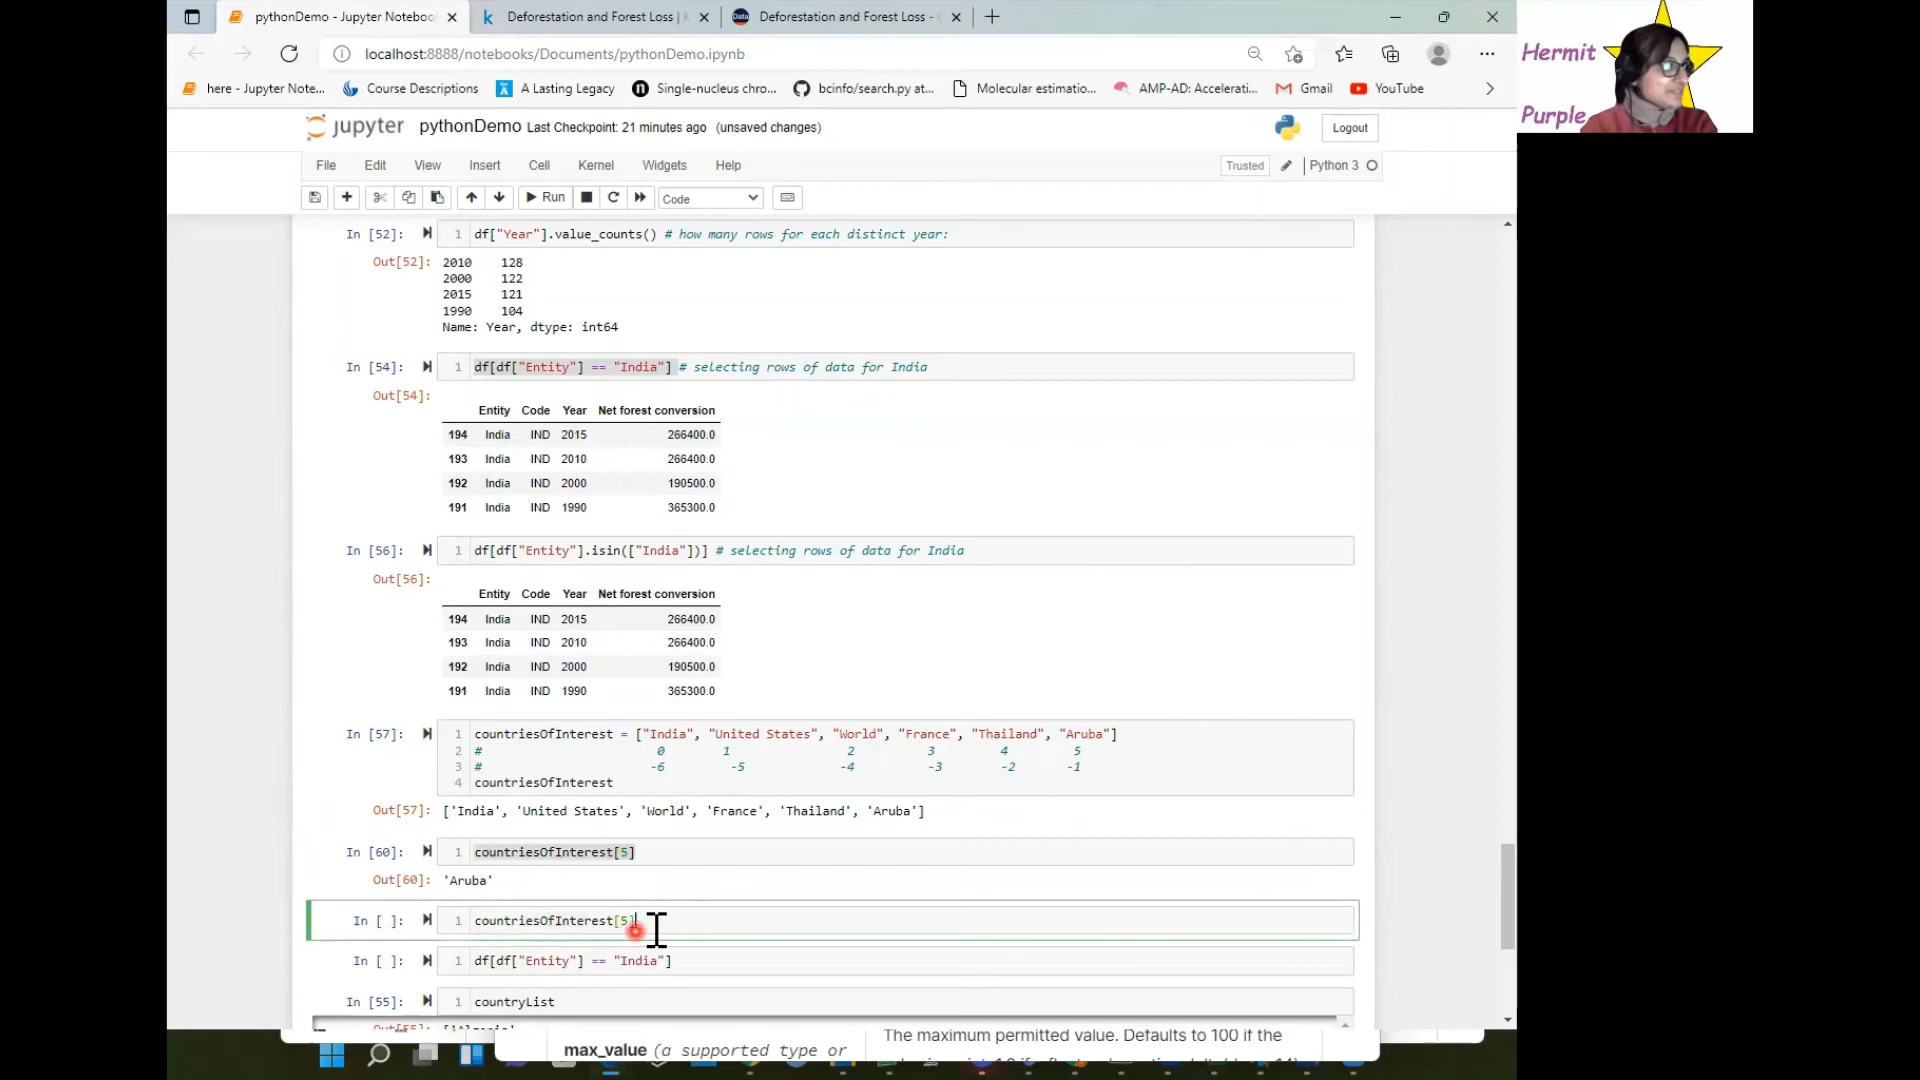 pythonDemo - Jupyter Noteboo
Deforestation and Forest Loss |
Deforestation and Forest Loss -
localhost:8888/notebooks/Documents/pythonDemo.ipynb
here - Jupyter Note...
Course Descriptions
A Lasting Legacy
Single-nucleus chro...
bcinfo/search.py at...
Molecular estimatio...
AMP-AD: Accelerati...
Gmail
YouTube
Hermit
Purple
jupyter pythonDemo Last Checkpoint: 21 minutes ago (unsaved changes)
Logout
File Edit View Insert Cell Kernel Widgets Help
Trusted Python 3
Run Code
In [52]: 1 df["Year"].value_counts() # how many rows for each distinct year:
Out[52]: 2010 128
2000 122
2015 121
1990 104
Name: Year, dtype: int64
In [54]: 1 df[df["Entity"] == "India"] # selecting rows of data for India
Out[54]:
Entity Code Year Net forest conversion
194 India IND 2015 266400.0
193 India IND 2010 266400.0
192 India IND 2000 190500.0
191 India IND 1990 365300.0
In [56]: 1 df[df["Entity"].isin(["India"])] # selecting rows of data for India
Out[56]:
Entity Code Year Net forest conversion
194 India IND 2015 266400.0
193 India IND 2010 266400.0
192 India IND 2000 190500.0
191 India IND 1990 365300.0
In [57]: 1 countriesOfInterest = ["India", "United States", "World", "France", "Thailand", "Aruba"]
2 # 0 1 2 3 4 5
3 # -6 -5 -4 -3 -2 -1
4 countriesOfInterest
Out[57]: ['India', 'United States', 'World', 'France', 'Thailand', 'Aruba']
In [60]: 1 countriesOfInterest[5]
Out[60]: 'Aruba'
In [ ]: 1 countriesOfInterest[5]
In [ ]: 1 df[df["Entity"] == "India"]
In [55]: 1 countryList
The maximum permitted value. Defaults to 100 if the
max_value (a supported type or